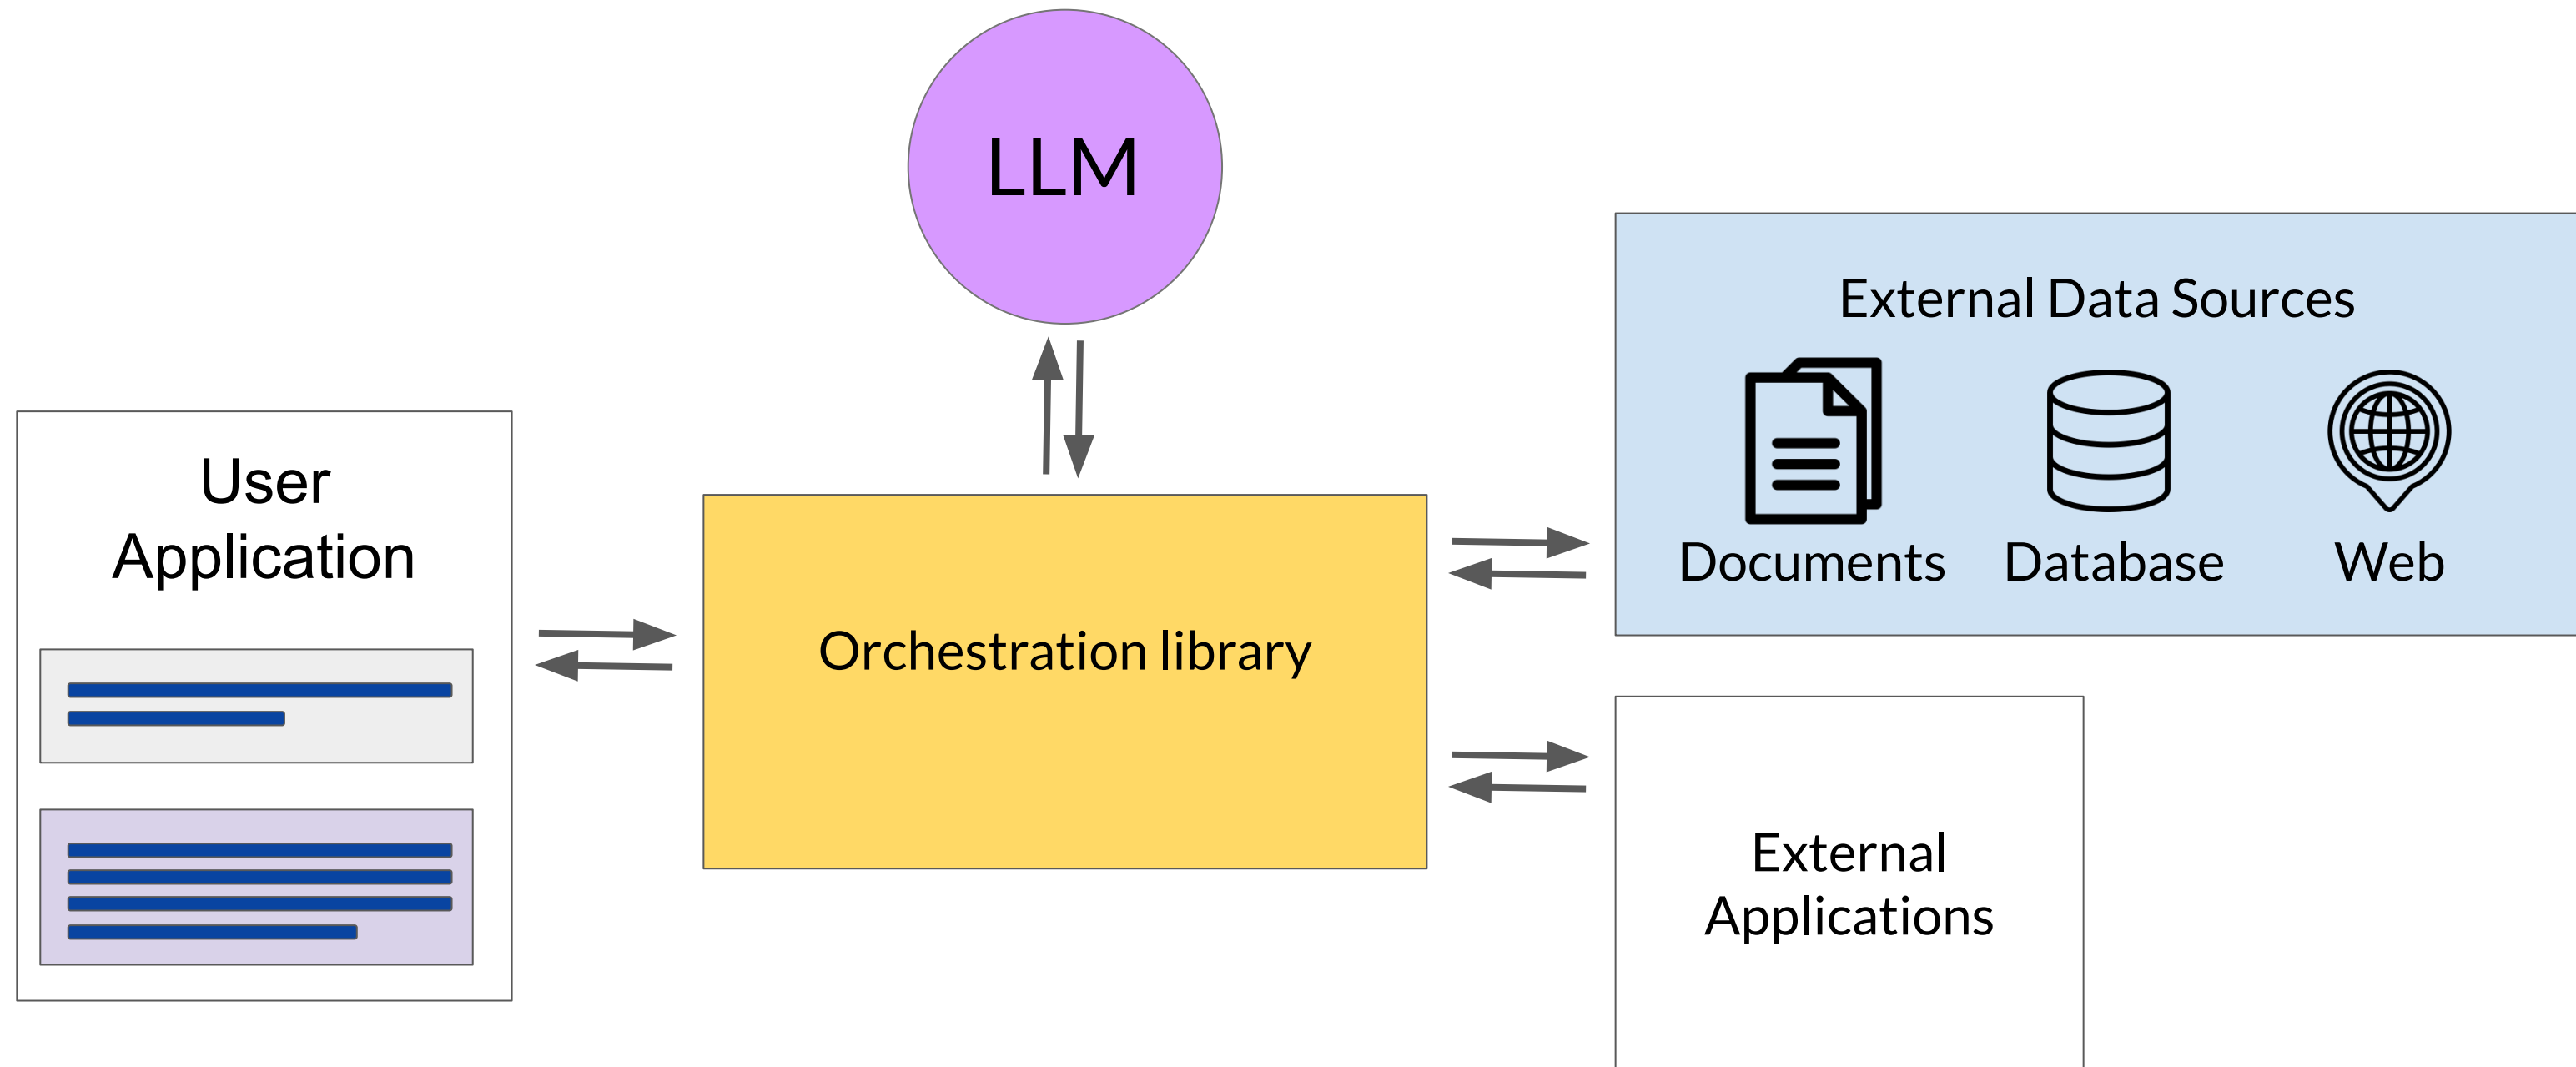 LLM
External Data Sources
Documents
Database
Web
User
Application
Orchestration library
External
Applications